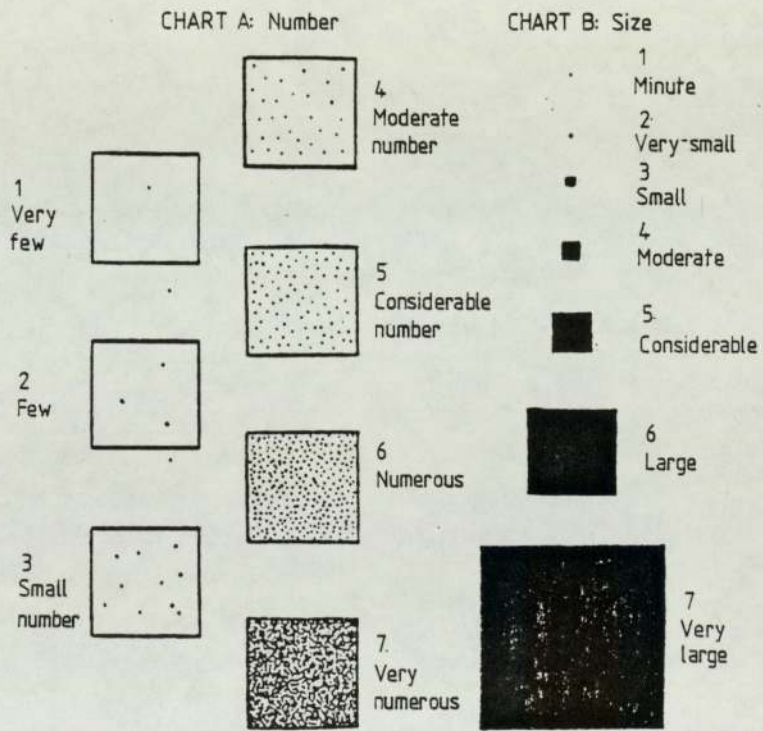 CHART A: Number
1
Very
few
2
Few
3
Small
number
4
Moderate
number
5
Considerable
number
6
Numerous
7.
Very
numerous
CHART B: Size
1
Minute
2.
Very-small
3
Small
4
Moderate
5.
Considerable
6
Large
7
Very
large